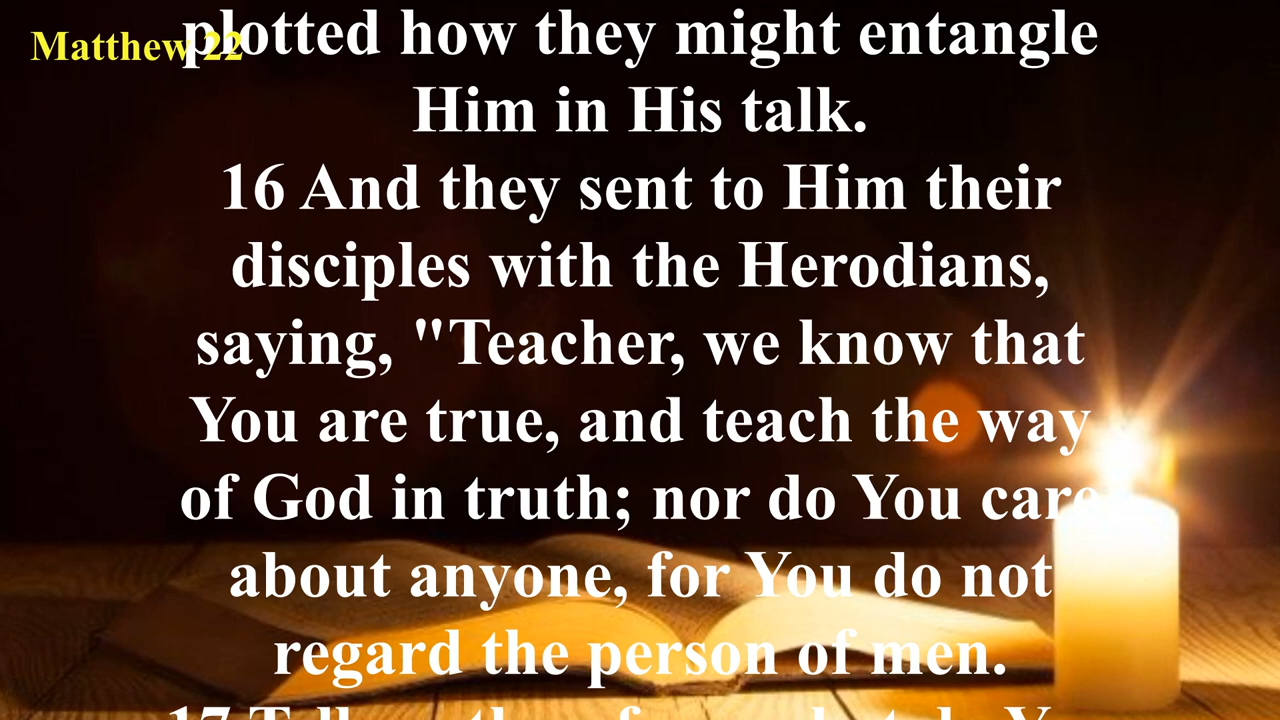 Matthew 22
plotted how they might entangle
Him in His talk.
16 And they sent to Him their
disciples with the Herodians,
saying, "Teacher, we know that
You are true, and teach the way
of God in truth; nor do You care
about anyone, for You do not
regard the person of men.